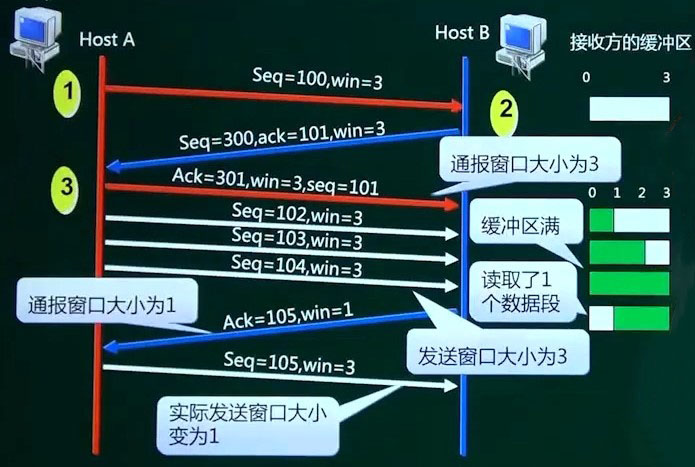 Host A
Host B
接收方的缓冲区
1
Seq=100,win=3
0 3
2
Seq=300,ack=101,win=3
通报窗口大小为3
3
Ack=301,win=3,seq=101
0 1 2 3
Seq=102,win=3
缓冲区满
Seq=103,win=3
Seq=104,win=3
读取了1
个数据段
通报窗口大小为1
Ack=105,win=1
发送窗口大小为3
Seq=105,win=3
实际发送窗口大小
变为1